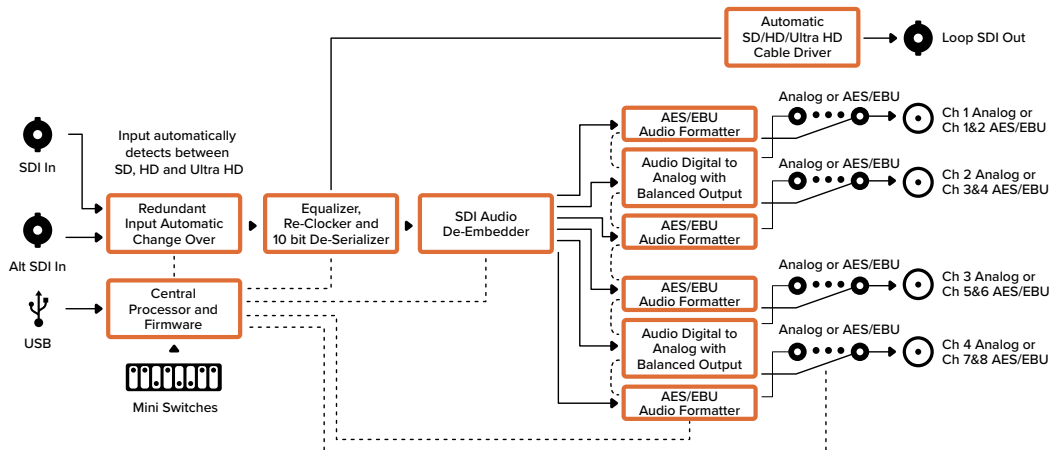 Automatic
SD/HD/Ultra HD
Cable Driver
Loop SDI Out
SDI In
Input automatically
detects between
SD, HD and Ultra HD
Alt SDI In
Redundant
Input Automatic
Change Over
Equalizer,
Re-Clocker and
10 bit De-Serializer
SDI Audio
De-Embedder
USB
Central
Processor and
Firmware
Mini Switches
AES/EBU
Audio Formatter
Audio Digital to
Analog with
Balanced Output
AES/EBU
Audio Formatter
AES/EBU
Audio Formatter
Audio Digital to
Analog with
Balanced Output
AES/EBU
Audio Formatter
Analog or AES/EBU
Ch 1 Analog or
Ch 1&2 AES/EBU
Analog or AES/EBU
Ch 2 Analog or
Ch 3&4 AES/EBU
Analog or AES/EBU
Ch 3 Analog or
Ch 5&6 AES/EBU
Analog or AES/EBU
Ch 4 Analog or
Ch 7&8 AES/EBU